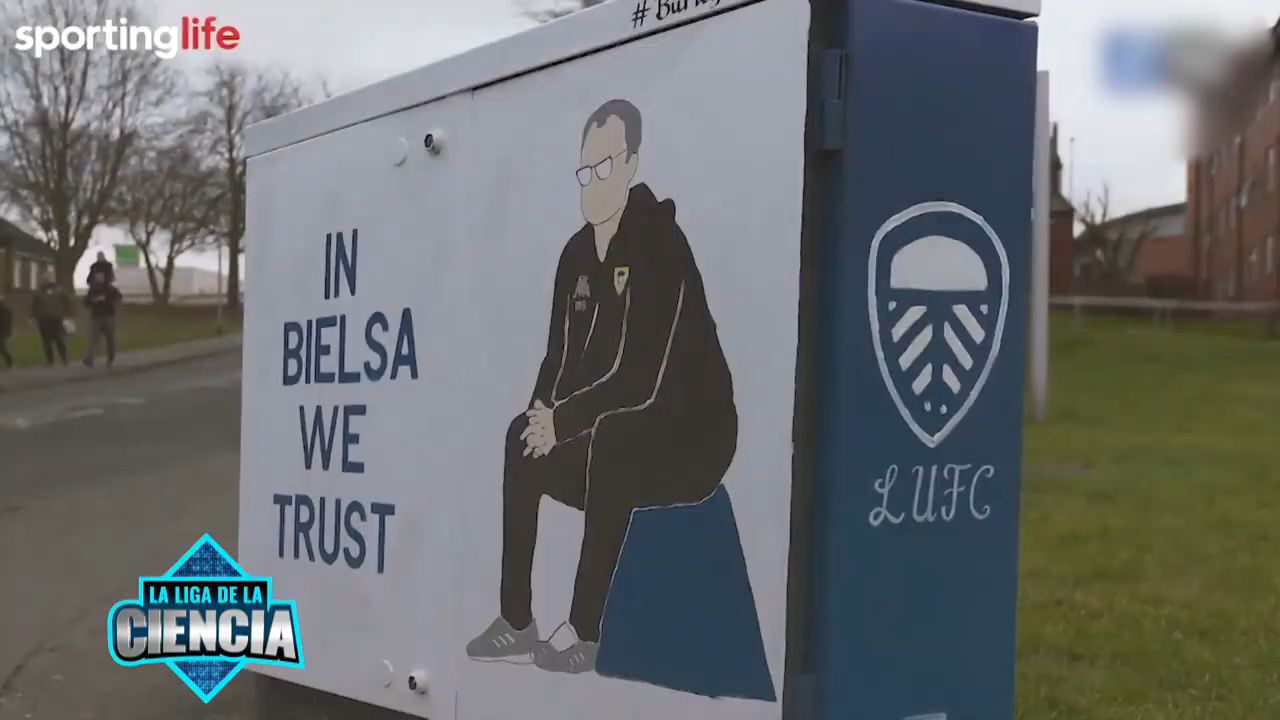 sportinglife
IN
BIELSA
WE
TRUST
LUFC
LA LIGA DE LA
CIENCIA